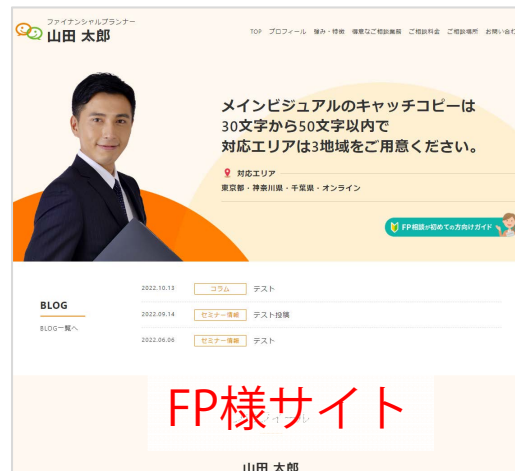 ファイナンシャルプランナー
山田 太郎
TOP プロフィール 強み・特徴 得意なご相談業務 ご相談料金 ご相談場所 お問い合わ
メインビジュアルのキャッチコピーは
30文字から50文字以内で
対応エリアは3地域をご用意ください。
対応エリア
東京都・神奈川県・千葉県・オンライン
FP相談が初めての方向けガイド
BLOG
BLOG一覧へ
2022.10.13 コラム テスト
2022.09.14 セミナー情報 テスト投稿
2022.06.06 セミナー情報 テスト
FP様サイト
山田 太郎